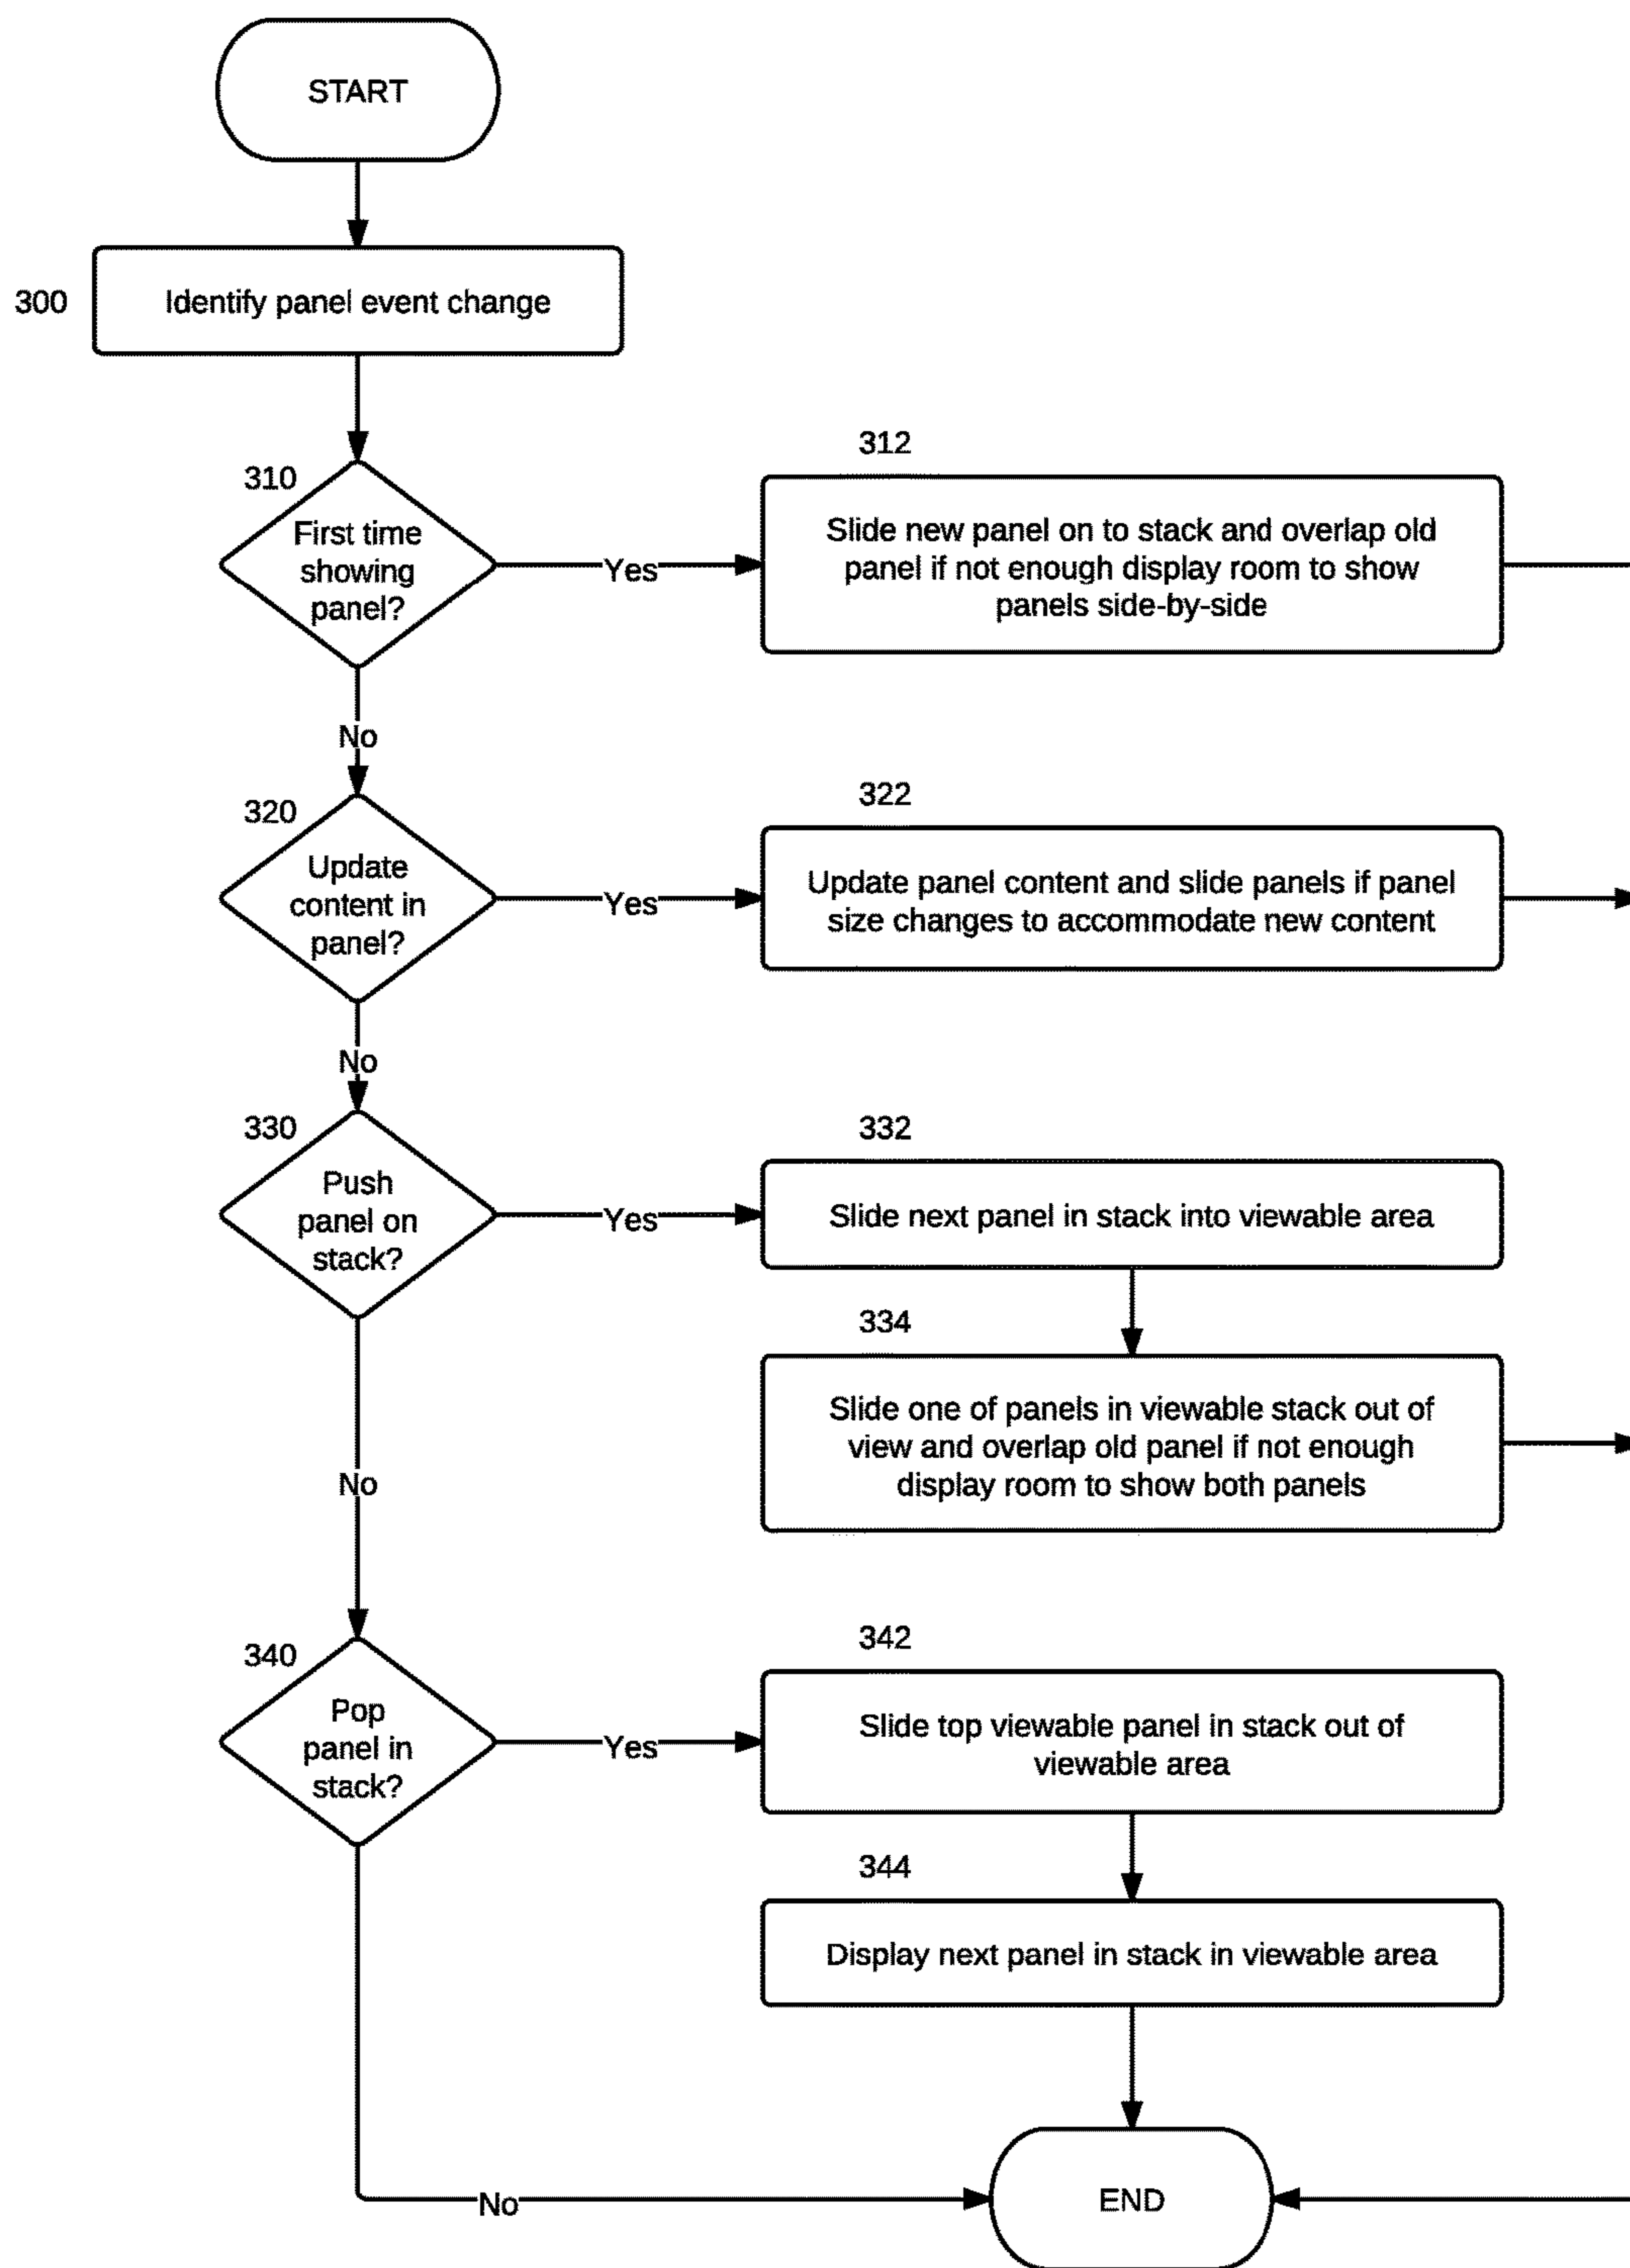 START
300
Identify panel event change
310
First time
showing
panel?
Yes
312
Slide new panel on to stack and overlap old
panel if not enough display room to show
panels side-by-side
No
320
Update
content in
panel?
Yes
322
Update panel content and slide panels if panel
size changes to accommodate new content
No
330
Push
panel on
stack?
Yes
332
Slide next panel in stack into viewable area
334
Slide one of panels in viewable stack out of
view and overlap old panel if not enough
display room to show both panels
No
340
Pop
panel in
stack?
Yes
342
Slide top viewable panel in stack out of
viewable area
344
Display next panel in stack in viewable area
No
END